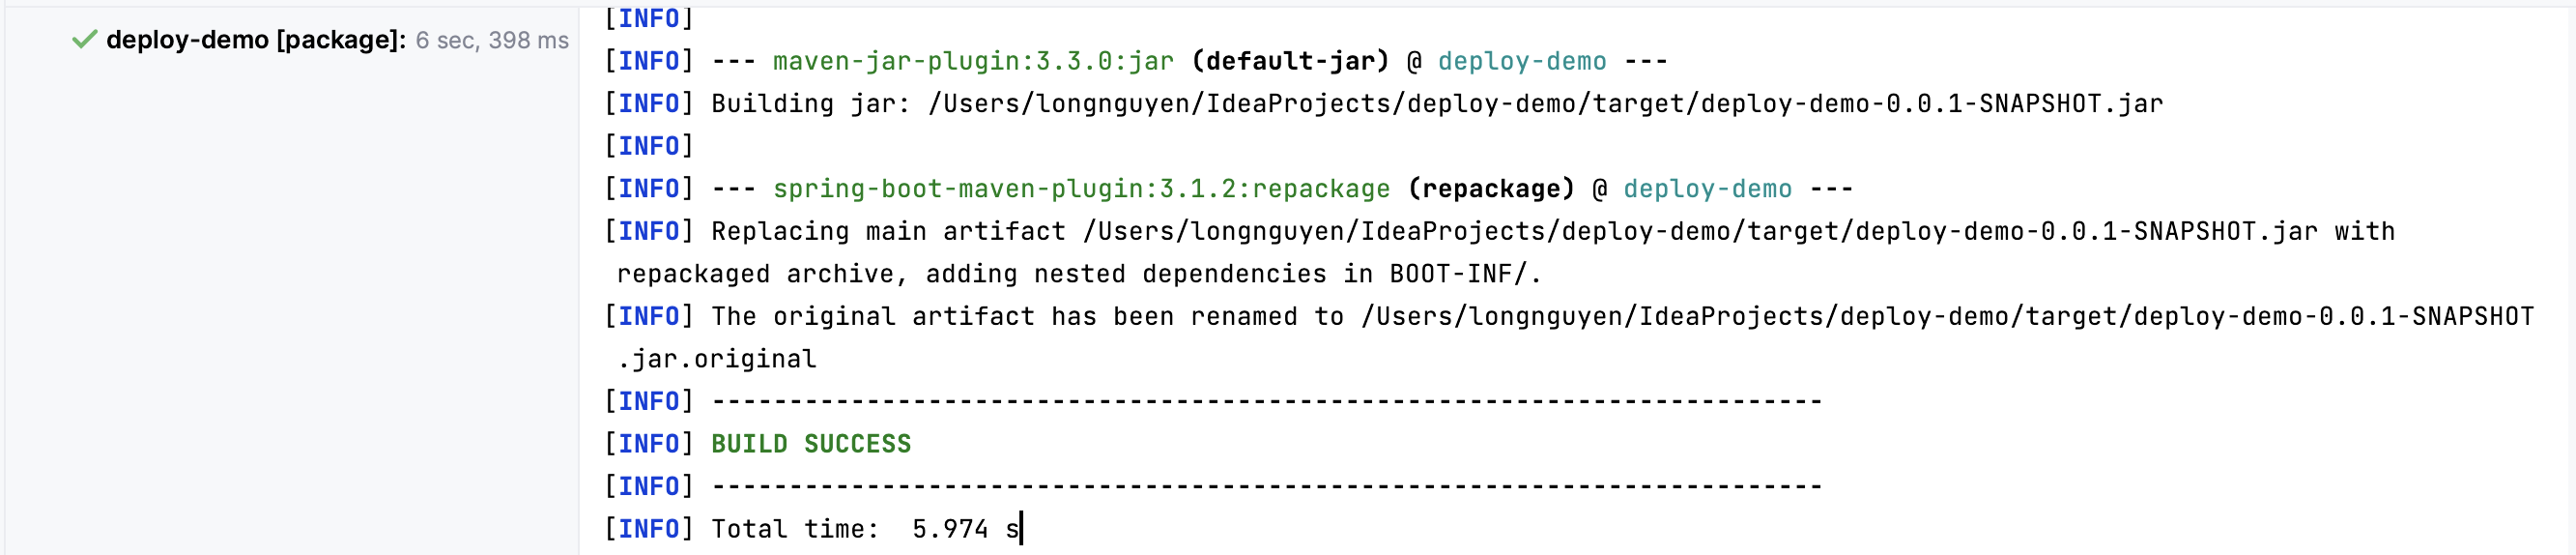 deploy-demo [package]: 6 sec, 398 ms
[INFO]
[INFO] --- maven-jar-plugin:3.3.0:jar (default-jar) @ deploy-demo ---
[INFO] Building jar: /Users/longnguyen/IdeaProjects/deploy-demo/target/deploy-demo-0.0.1-SNAPSHOT.jar
[INFO]
[INFO] --- spring-boot-maven-plugin:3.1.2:repackage (repackage) @ deploy-demo ---
[INFO] Replacing main artifact /Users/longnguyen/IdeaProjects/deploy-demo/target/deploy-demo-0.0.1-SNAPSHOT.jar with
repackaged archive, adding nested dependencies in BOOT-INF/.
[INFO] The original artifact has been renamed to /Users/longnguyen/IdeaProjects/deploy-demo/target/deploy-demo-0.0.1-SNAPSHOT
.jar.original
[INFO] ------------------------------------------------------------------------
[INFO] BUILD SUCCESS
[INFO] ------------------------------------------------------------------------
[INFO] Total time:  5.974 s